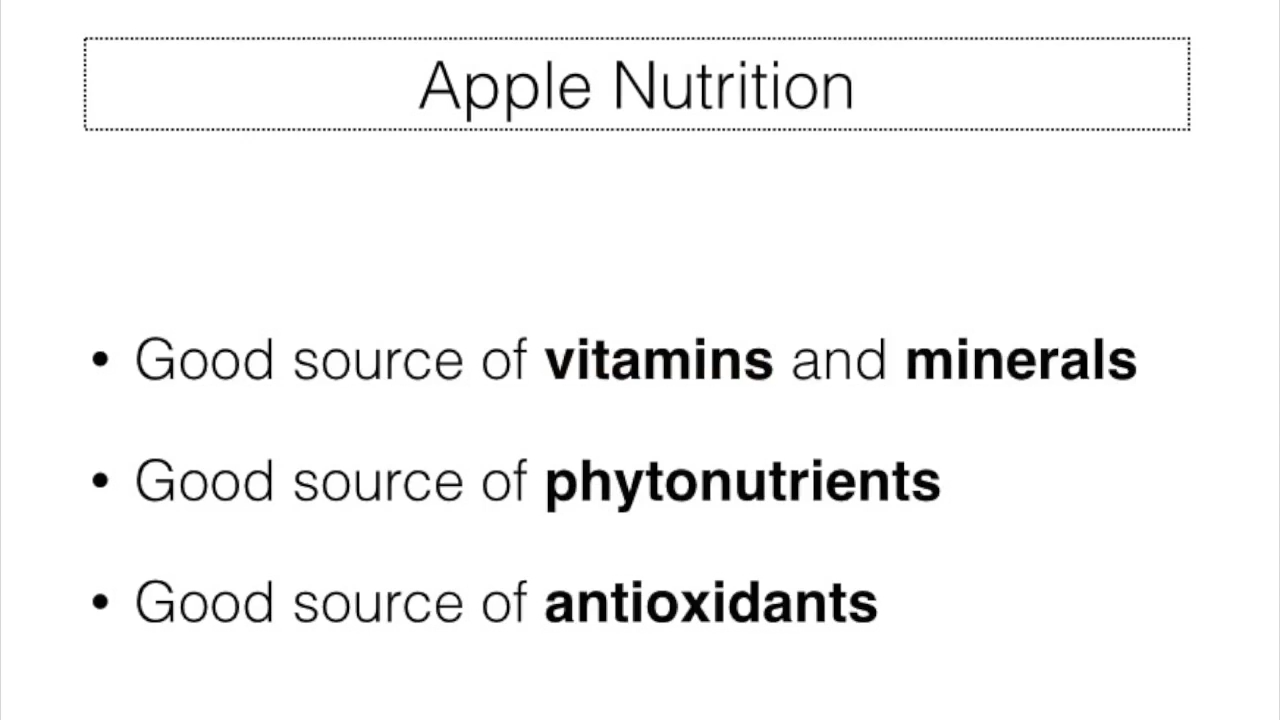 Apple Nutrition
• Good source of vitamins and minerals
• Good source of phytonutrients
• Good source of antioxidants